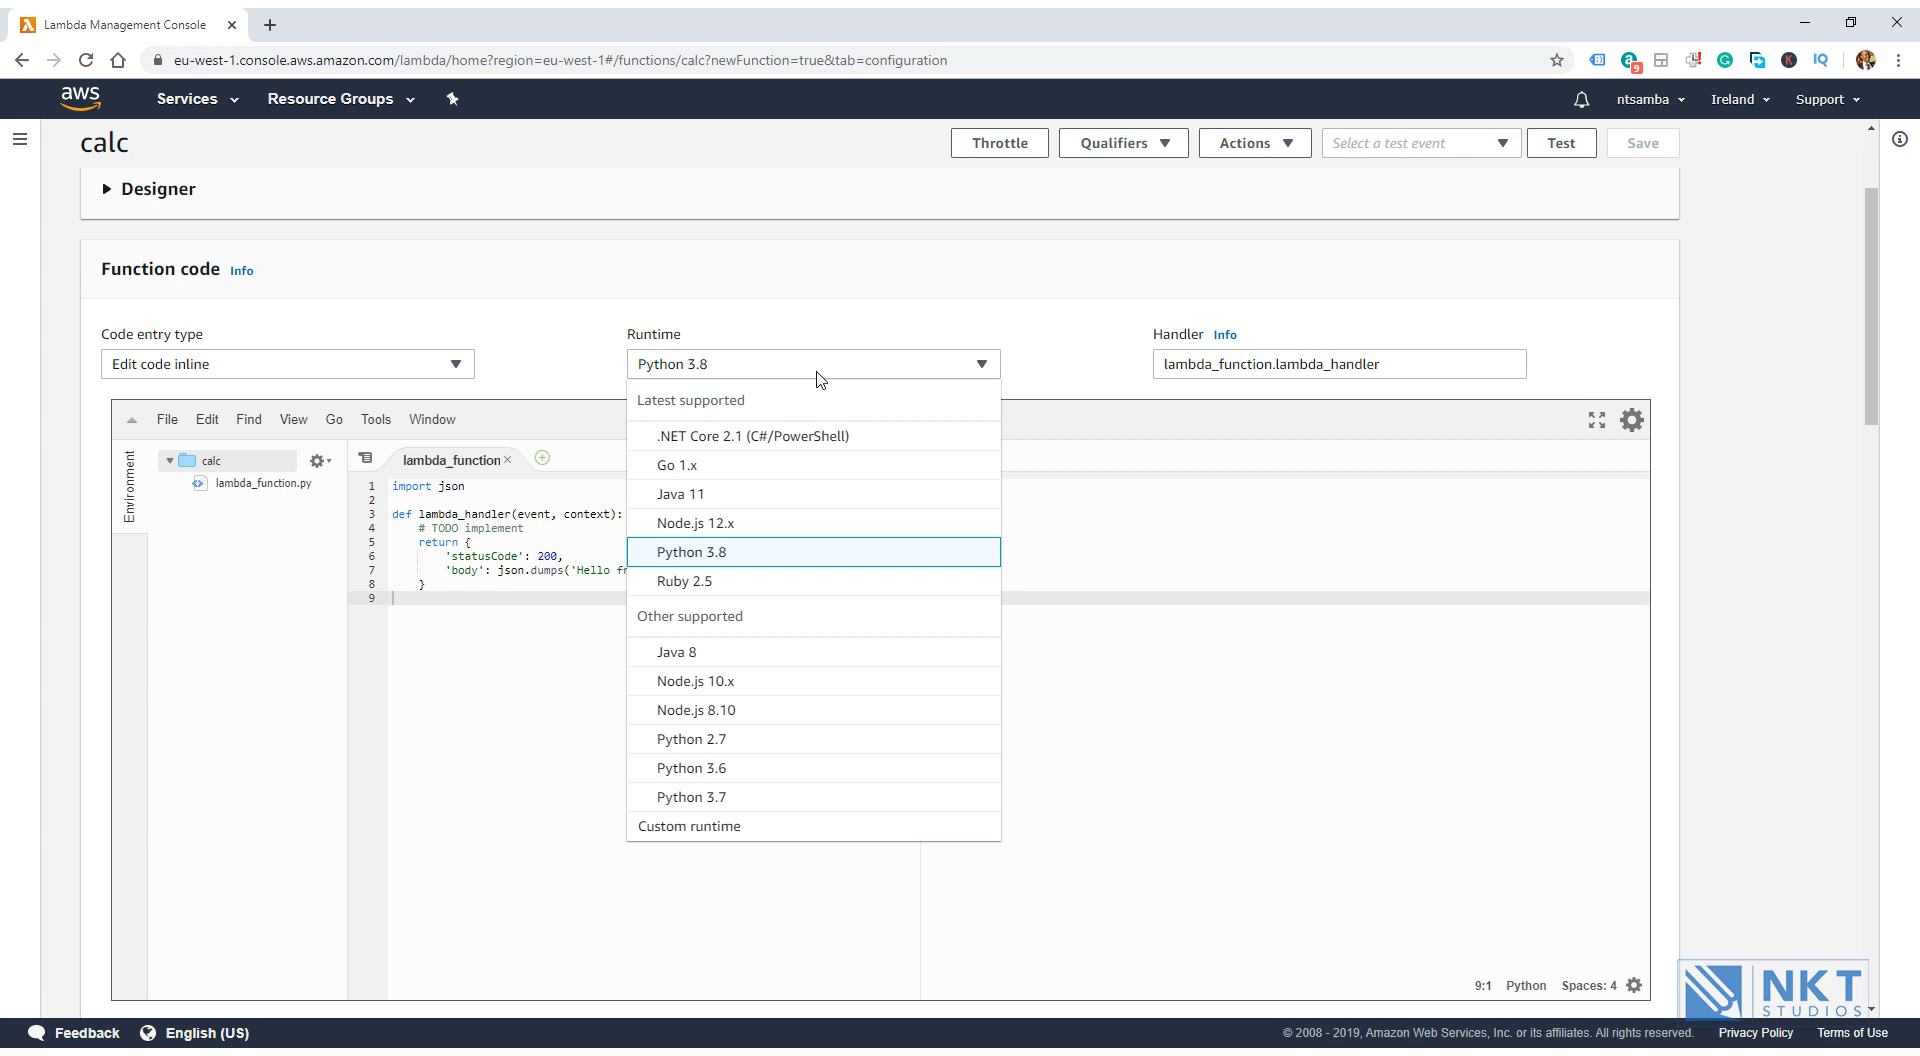 Lambda Management Console
eu-west-1.console.aws.amazon.com/lambda/home?region=eu-west-1#/functions/calc?newFunction=true&tab=configuration
9
K
IQ
aws
Services
Resource Groups
ntsamba
Ireland
Support
calc
Throttle
Qualifiers
Actions
Select a test event
Test
Save
Designer
Function code Info
Code entry type
Edit code inline
Runtime
Python 3.8
Handler Info
lambda_function.lambda_handler
Latest supported
.NET Core 2.1 (C#/PowerShell)
Go 1.x
Java 11
Node.js 12.x
Python 3.8
Ruby 2.5
Other supported
Java 8
Node.js 10.x
Node.js 8.10
Python 2.7
Python 3.6
Python 3.7
Custom runtime
File Edit Find View Go Tools Window
Environment
calc
lambda_function.py
lambda_function
1 import json
2
3 def lambda_handler(event, context):
4 # TODO implement
5 return {
6 'statusCode': 200,
7 'body': json.dumps('Hello fr
8 }
9
9:1 Python Spaces: 4
NKT
STUDIOS
Feedback
English (US)
© 2008 - 2019, Amazon Web Services, Inc. or its affiliates. All rights reserved.
Privacy Policy
Terms of Use